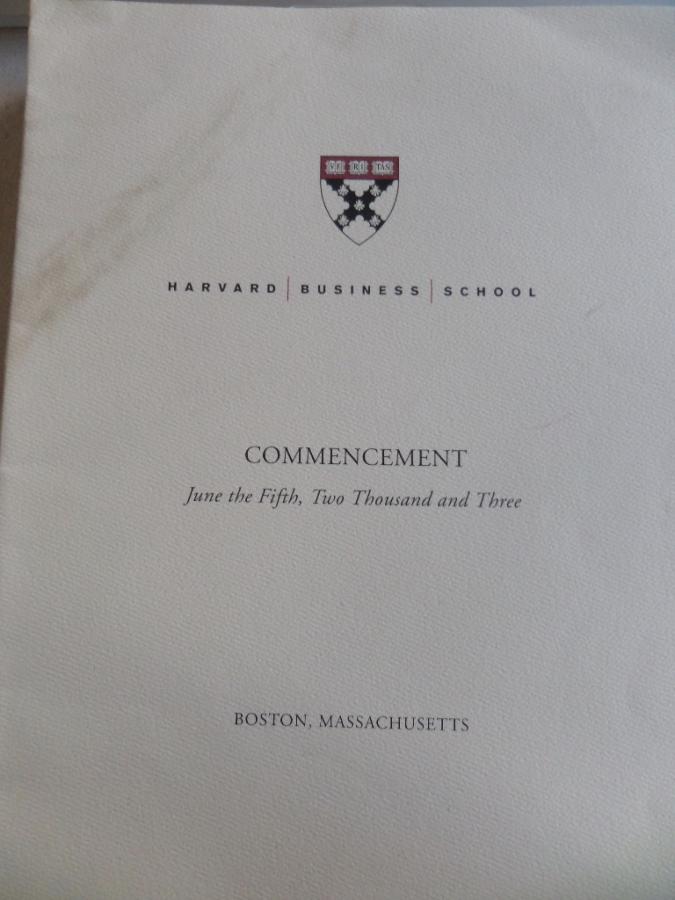 VE RI TAS
HARVARD | BUSINESS | SCHOOL
COMMENCEMENT
June the Fifth, Two Thousand and Three
BOSTON, MASSACHUSETTS